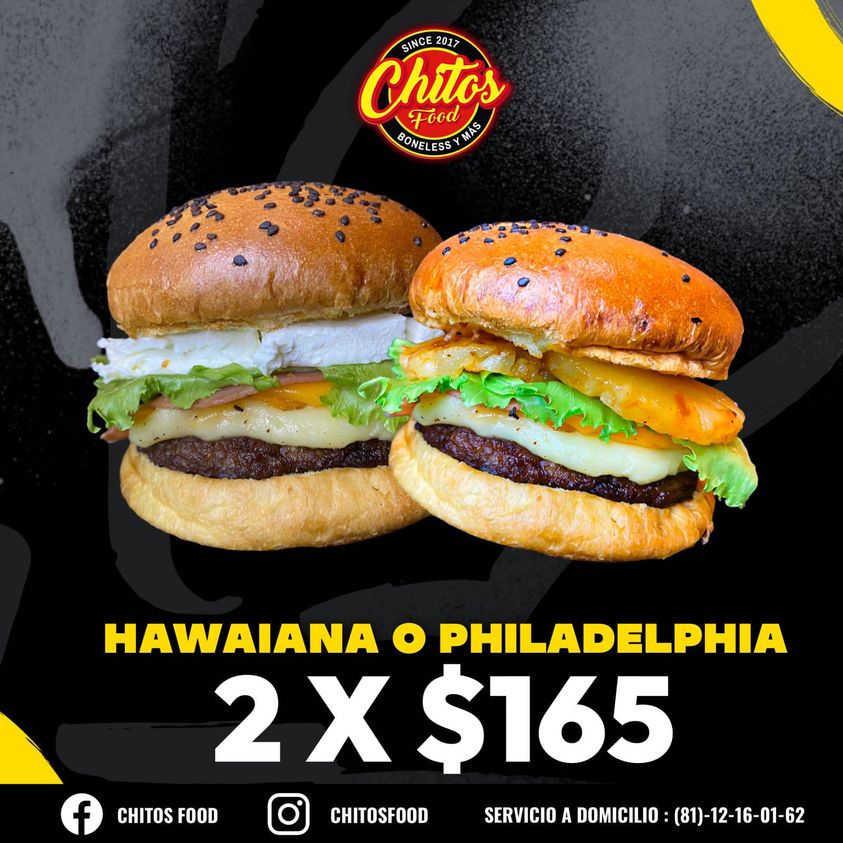 SINCE 2017
Chitos
Food
BONELESS Y MÁS
HAWAIANA O PHILADELPHIA
2 X $165
CHITOS FOOD CHITOSFOOD SERVICIO A DOMICILIO : (81)-12-16-01-62